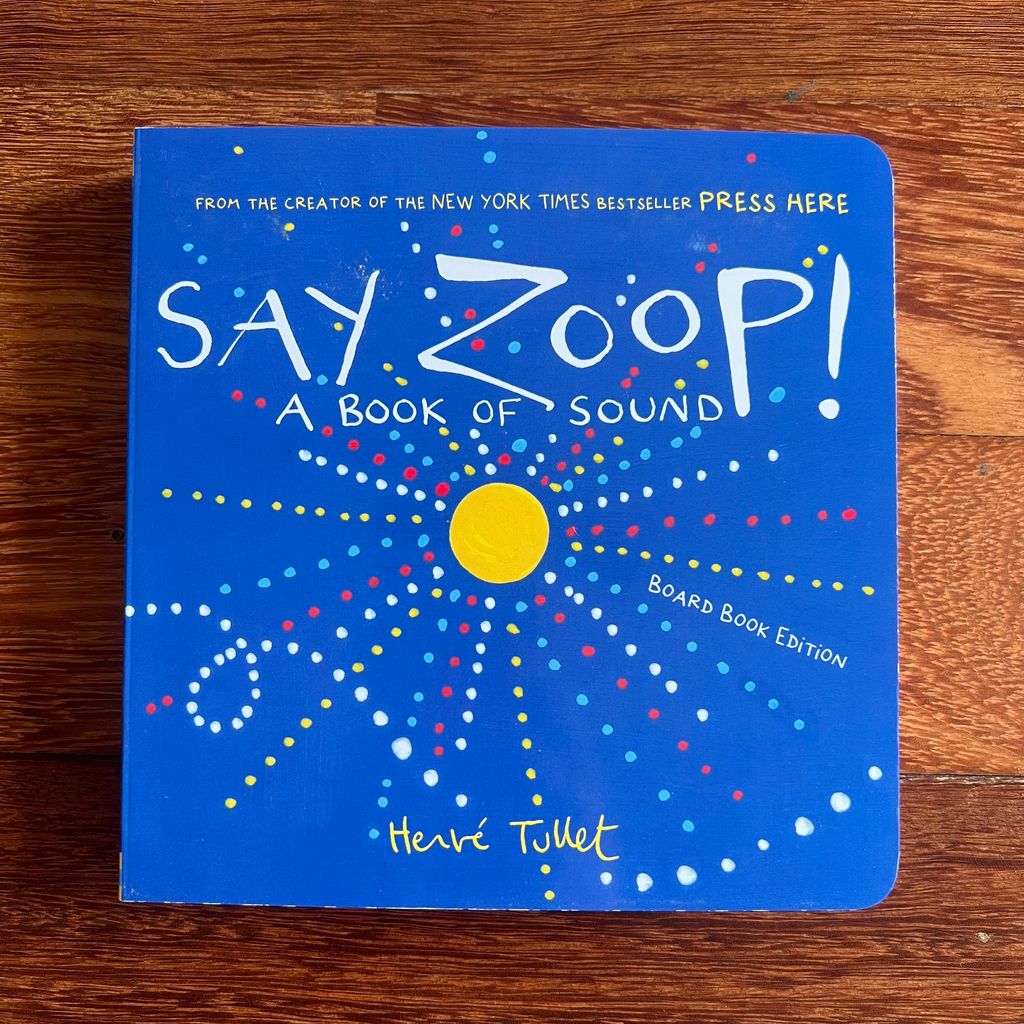 FROM THE CREATOR OF THE NEW YORK TIMES BESTSELLER PRESS HERE
SAY ZOOP!
A BOOK OF SOUND
BOARD BOOK EDITION
Hervé Tullet